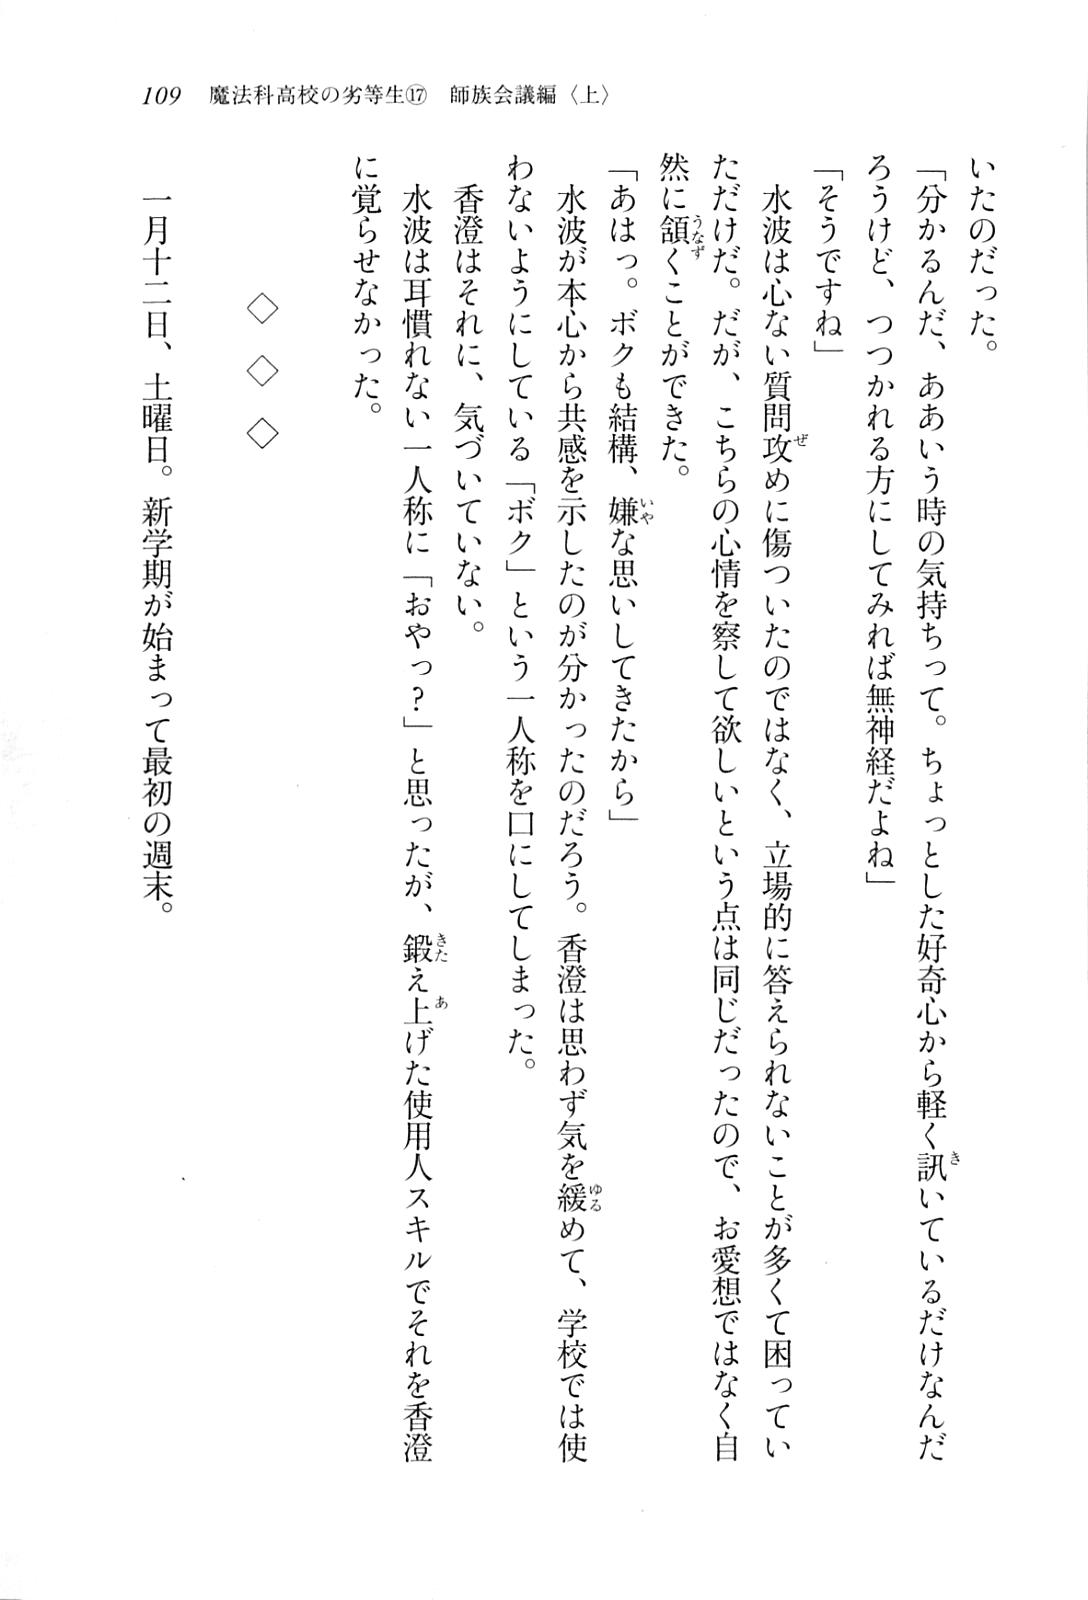 109 魔法科高校の劣等生⑰ 師族会議編〈上〉
いたのだった。
「分かるんだ、ああいう時の気持ちって。ちょっとした好奇心から軽く訊いているだけなんだ
ろうけど、つつかれる方にしてみれば無神経だよね」
「そうですね」
水波は心ない質問攻めに傷ついたのではなく、立場的に答えられないことが多くて困ってい
ただけだ。だが、こちらの心情を察して欲しいという点は同じだったので、お愛想ではなく自
然に頷くことができた。
「あはっ。ボクも結構、嫌な思いしてきたから」
水波が本心から共感を示したのが分かったのだろう。香澄は思わず気を緩めて、学校では使
わないようにしている「ボク」という一人称を口にしてしまった。
香澄はそれに、気づいていない。
水波は耳慣れない一人称に「おやっ?」と思ったが、鍛え上げた使用人スキルでそれを香澄
に覚らせなかった。
◇ ◇ ◇
一月十二日、土曜日。新学期が始まって最初の週末。